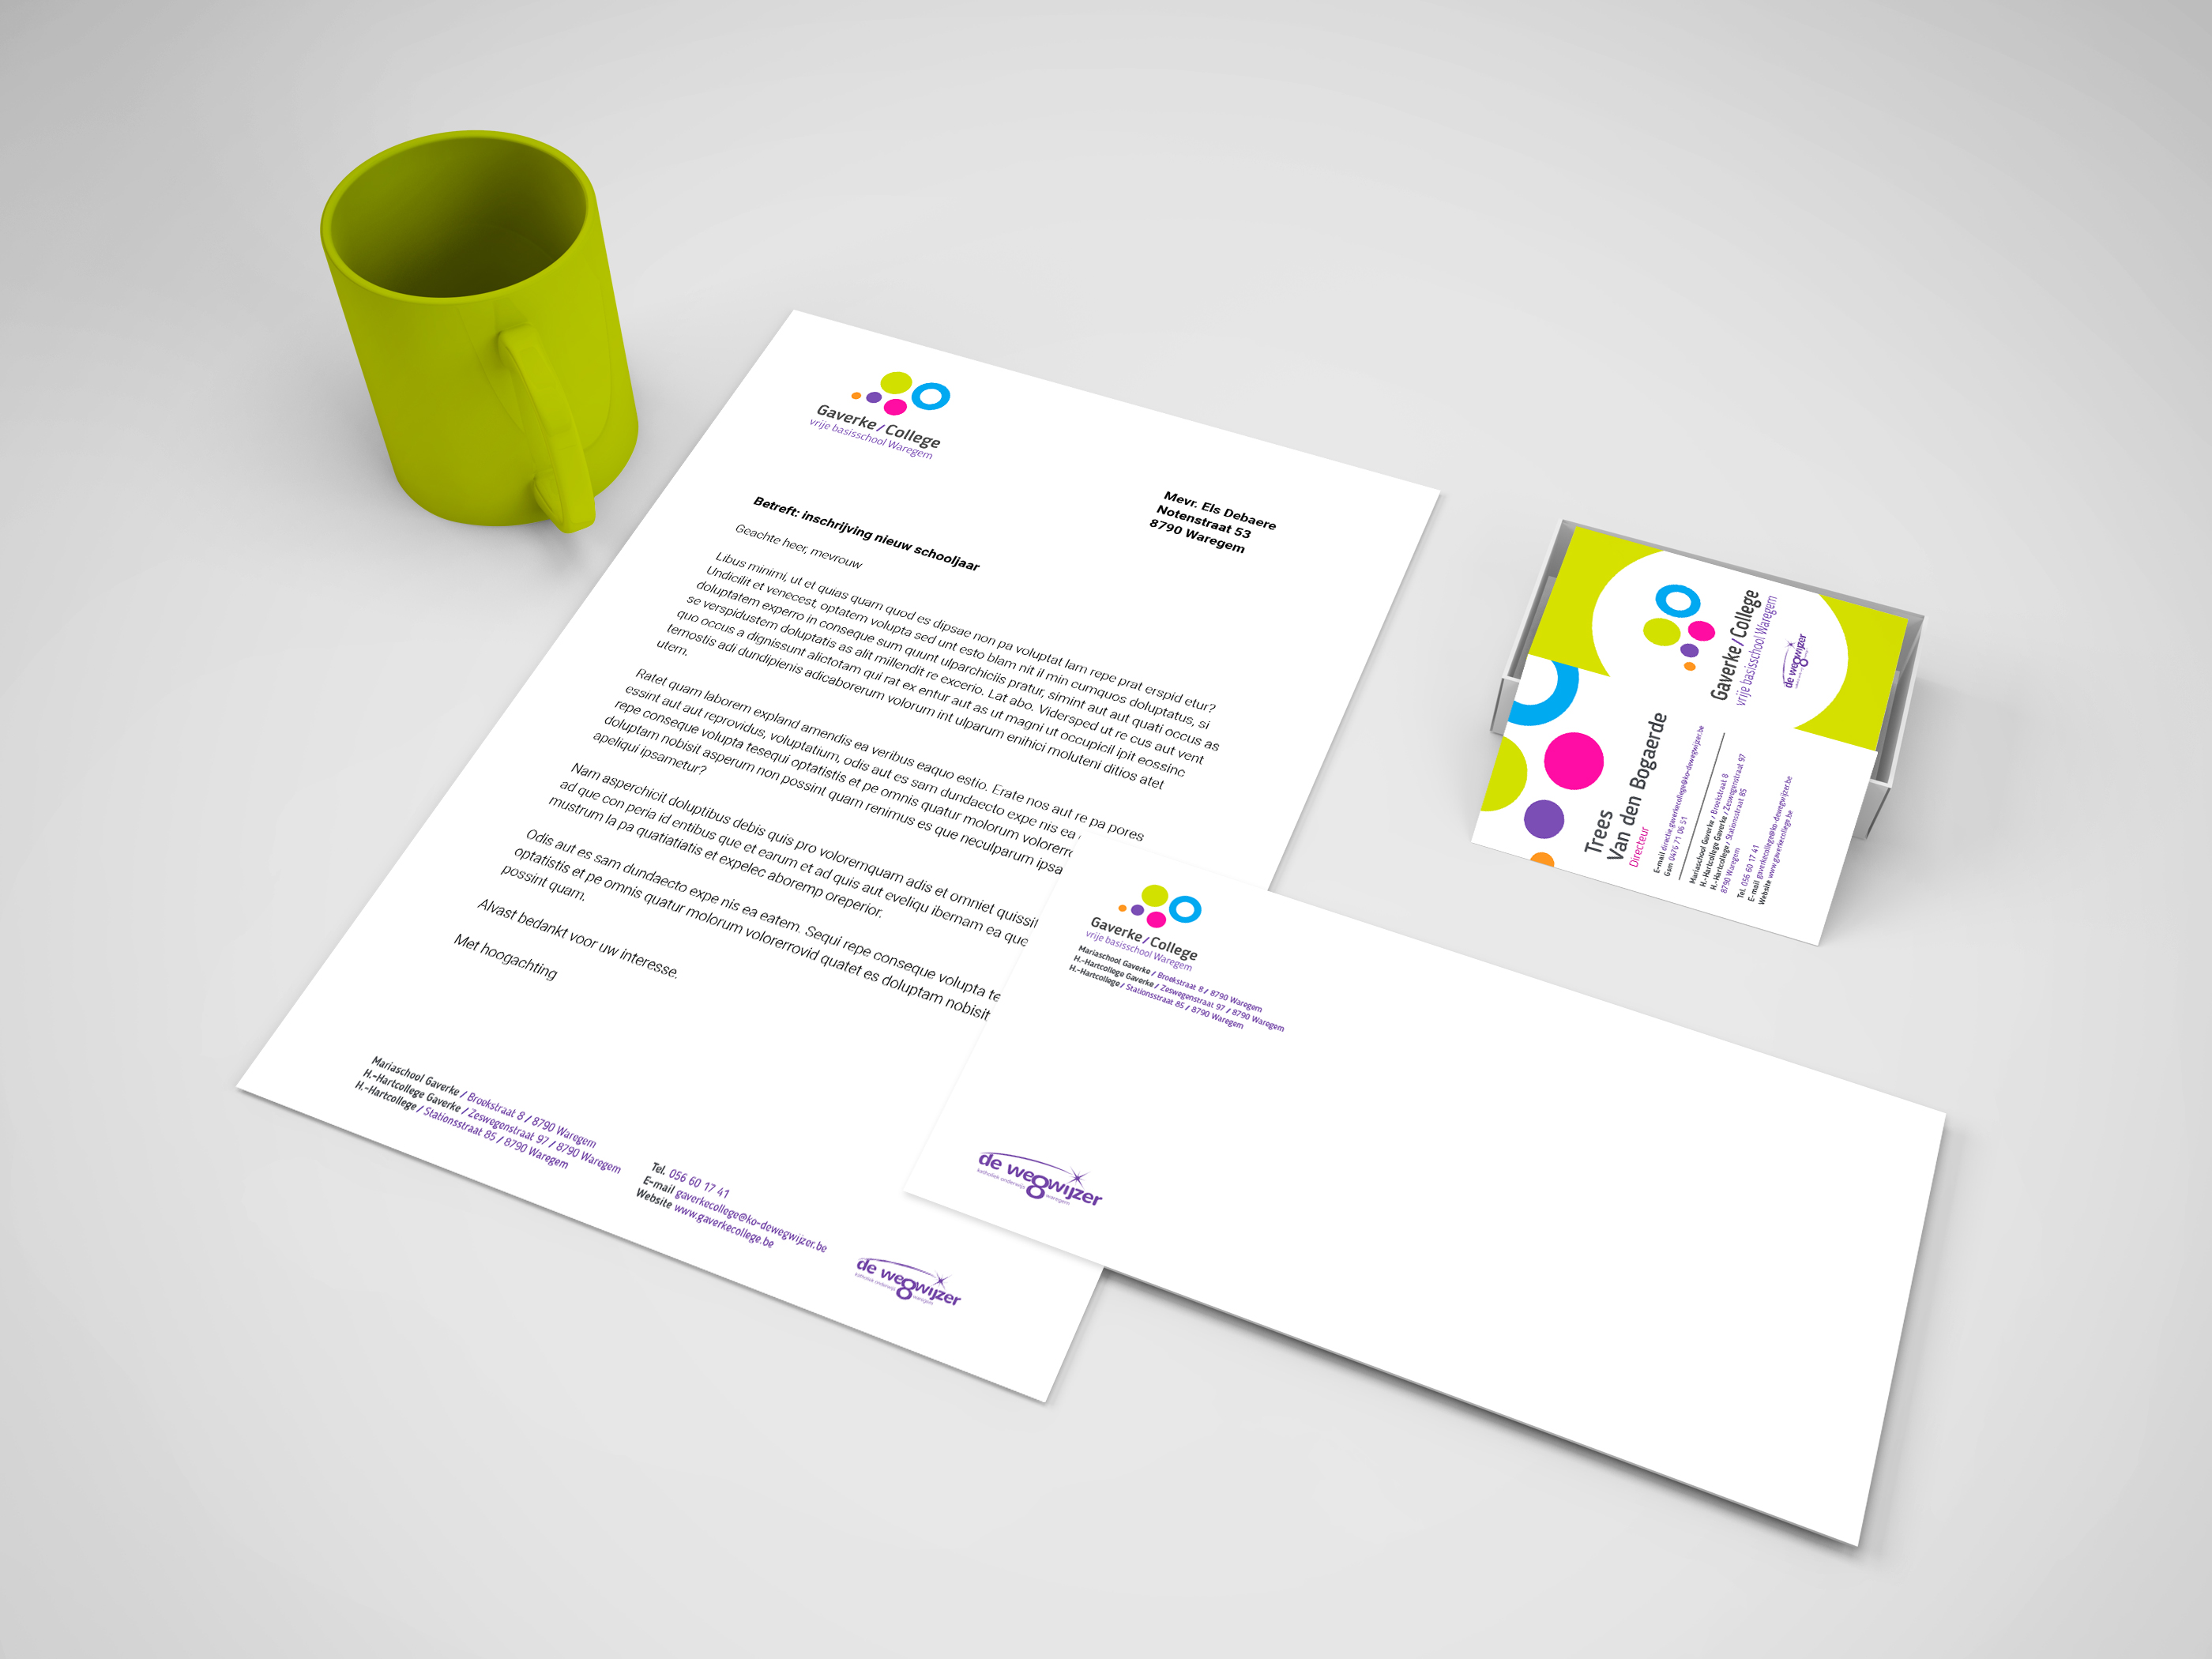 Gaverke/College
vrije basisschool Waregem
Mevr. Els Debaere
Notenstraat 53
8790 Waregem
Betreft: inschrijving nieuw schooljaar
Geachte heer, mevrouw
Libus minimi, ut et quias quam quod es dipsae non pa voluptat lam repe prat erspid etur?
Undicilit et venecest, optatem volupta sed unt esto blam nit il min cumquos doluptatus, si
doluptatem experro in conseque sum quunt ulparchiciis pratur, simint aut aut quati occus as
se verspidustem doluptatis as alit millendit re excerio. Lat abo. Vidersped ut re cus aut vent
quo occus a dignissunt alictotam qui rat ex entur aut as ut magni ut occupicil ipit eossinc
temostis adi dundipienis adicaborerum volorum int ulparum enihici moluteni ditios atet
utem.
Ratet quam laborem expland amendis ea veribus eaquo estio. Erate nos aut re pa pores
essint aut aut reprovidus, voluptatium, odis aut es sam dundaecto expe nis ea
repe conseque volupta tesequi optatistis et pe omnis quatur molorum volorerr
doluptam nobisit asperum non possint quam renimus es que neculparum ipsa
apeliqui ipsametur?
Nam asperchicit doluptibus debis quis pro voloremquam adis et omniet quissi
ad que con peria id entibus que et earum et ad quis aut eveliqu ibernam ea que
mustrum la pa quatiatiatis et expelec aboremp oreperior.
Odis aut es sam dundaecto expe nis ea eatem. Sequi repe conseque volupta te
optatistis et pe omnis quatur molorum volorerrovid quatet es doluptam nobisit
possint quam.
Alvast bedankt voor uw interesse.
Met hoogachting
Mariaschool Gaverke / Broekstraat 8 / 8790 Waregem
H.-Hartcollege Gaverke / Zeswegenstraat 97 / 8790 Waregem
H.-Hartcollege / Stationsstraat 85 / 8790 Waregem
Tel. 056 60 17 41
E-mail gaverkecollege@ko-dewegwijzer.be
Website www.gaverkecollege.be
de wegwijzer
katholiek onderwijs waregem
Gaverke/College
vrije basisschool Waregem
Mariaschool Gaverke / Broekstraat 8 / 8790 Waregem
H.-Hartcollege Gaverke / Zeswegenstraat 97 / 8790 Waregem
H.-Hartcollege / Stationsstraat 85 / 8790 Waregem
de wegwijzer
katholiek onderwijs waregem
Gaverke/College
vrije basisschool Waregem
de wegwijzer
Trees
Van den Bogaerde
Directeur
E-mail directie.gaverkecollege@ko-dewegwijzer.be
Gsm 0476 71 06 51
Mariaschool Gaverke / Broekstraat 8
H.-Hartcollege Gaverke / Zeswegenstraat 97
H.-Hartcollege / Stationsstraat 85
8790 Waregem
Tel. 056 60 17 41
E-mail gaverkecollege@ko-dewegwijzer.be
Website www.gaverkecollege.be